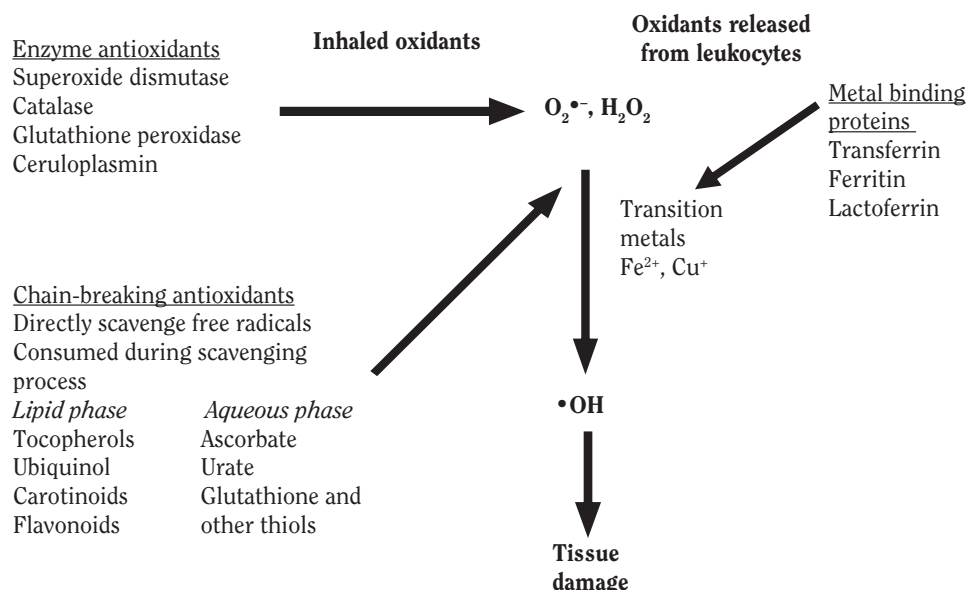 Enzyme antioxidants
Superoxide dismutase
Catalase
Glutathione peroxidase
Ceruloplasmin
Inhaled oxidants
Oxidants released
from leukocytes
O₂•⁻, H₂O₂
Metal binding
proteins
Transferrin
Ferritin
Lactoferrin
Transition
metals
Fe²⁺, Cu⁺
Chain-breaking antioxidants
Directly scavenge free radicals
Consumed during scavenging
process
Lipid phase Aqueous phase
Tocopherols Ascorbate
Ubiquinol Urate
Carotinoids Glutathione and
Flavonoids other thiols
•OH
Tissue
damage